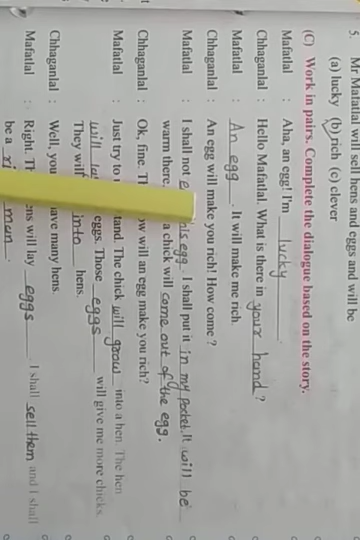 5. Mr Mafatlal will sell hens and eggs and will be
(a) lucky (b) rich (c) clever
(C) Work in pairs. Complete the dialogue based on the story.
Mafatlal : Aha, an egg! I'm lucky.
Chhaganlal : Hello Mafatlal. What is there in your hand?
Mafatlal : An egg. It will make me rich.
Chhaganlal : An egg will make you rich! How come?
Mafatlal : I shall not his egg. I shall put it in my pocket. It will be
warm there. a chick will come out of the egg.
Chhaganlal : Ok, fine. will an egg make you rich?
Mafatlal : Just try to The chick will grow into a hen. The hen
will eggs. Those eggs will give me more chicks.
They will into hens.
Chhaganlal : Well, you have many hens.
Mafatlal : Right. will lay eggs I shall sell them and I shall
be a man.